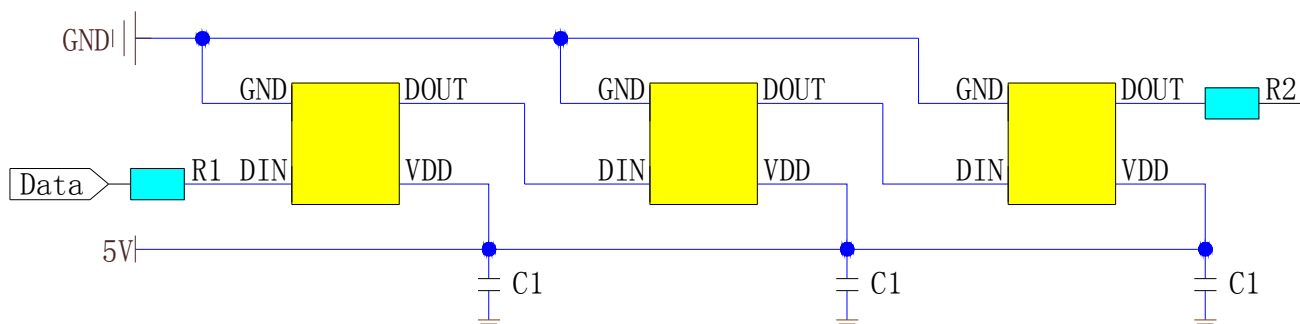 GND
GND DOUT GND DOUT GND DOUT R2
Data R1 DIN VDD DIN VDD DIN VDD
5V
C1 C1 C1